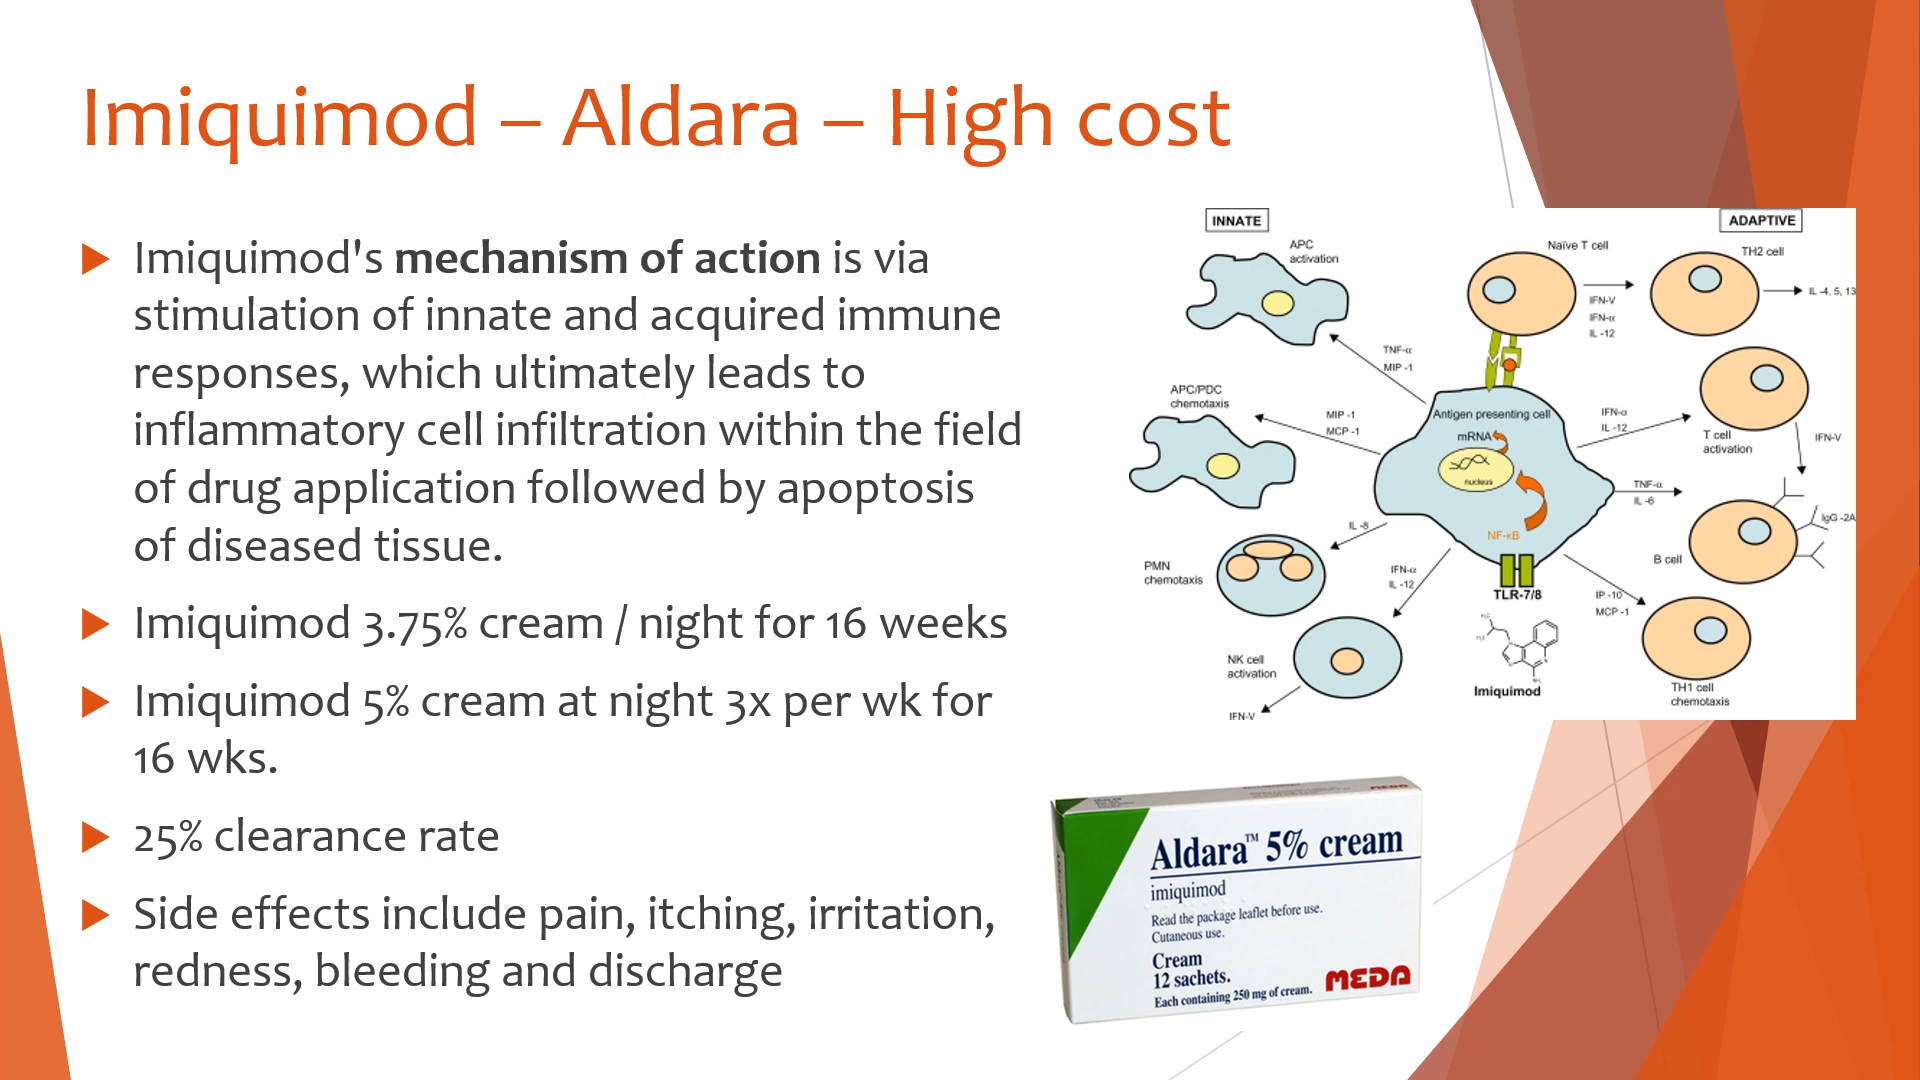 Imiquimod – Aldara – High cost
Imiquimod's mechanism of action is via
stimulation of innate and acquired immune
responses, which ultimately leads to
inflammatory cell infiltration within the field
of drug application followed by apoptosis
of diseased tissue.
Imiquimod 3.75% cream / night for 16 weeks
Imiquimod 5% cream at night 3x per wk for
16 wks.
25% clearance rate
Side effects include pain, itching, irritation,
redness, bleeding and discharge
INNATE
ADAPTIVE
APC
activation
Naïve T cell
TH2 cell
IFN-V
IFN-α
IL -12
IL -4, 5, 13
TNF-α
MIP -1
APC/PDC
chemotaxis
MIP -1
MCP -1
Antigen presenting cell
mRNA
nucleus
NF-κB
IFN-α
IL -12
T cell
activation
IFN-V
TNF-α
IL -6
IgG -2A
B cell
IL -8
PMN
chemotaxis
IFN-α
IL -12
TLR-7/8
IP -10
MCP -1
NK cell
activation
IFN-V
H₃C
H₃C
N
N
N
NH₂
Imiquimod
TH1 cell
chemotaxis
MEDA
Aldara™ 5% cream
imiquimod
Read the package leaflet before use.
Cutaneous use.
Cream
12 sachets.
Each containing 250 mg of cream.
MEDA